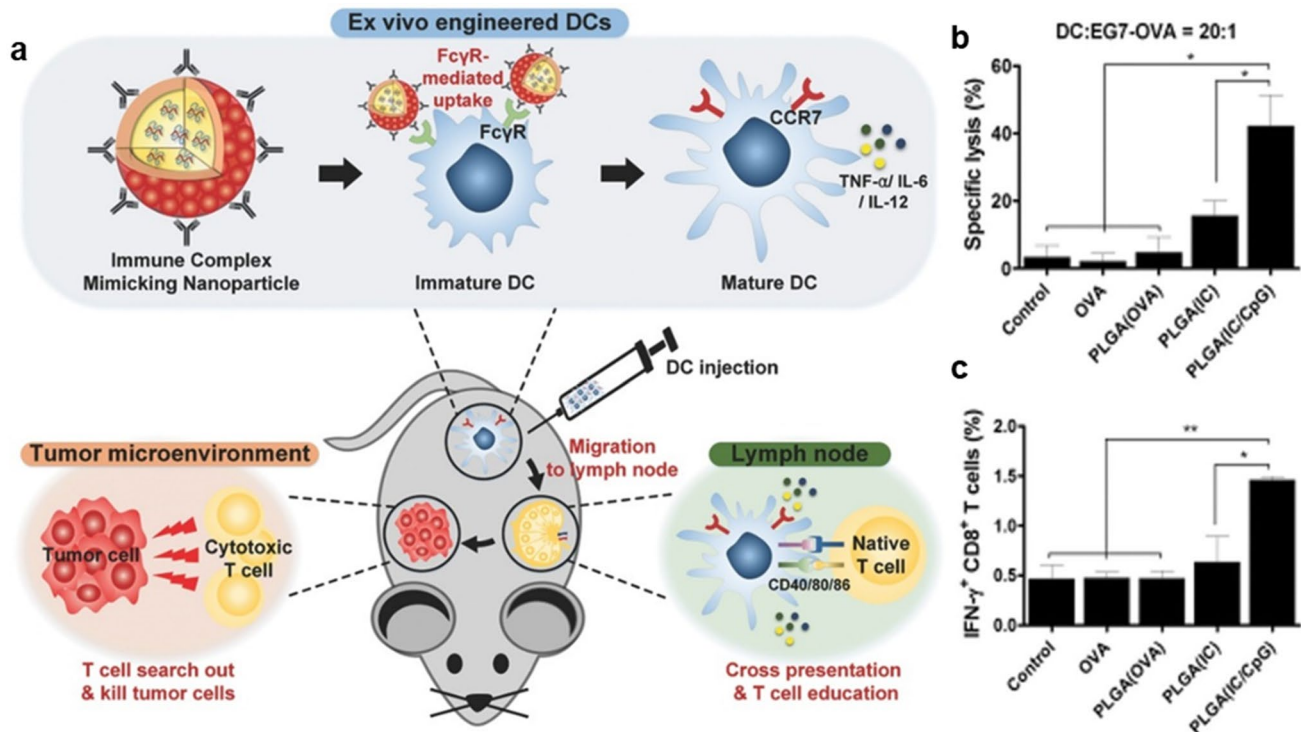 a
Ex vivo engineered DCs
FcγR-
mediated
uptake
FcγR
CCR7
TNF-α/ IL-6
/ IL-12
Immune Complex
Mimicking Nanoparticle
Immature DC
Mature DC
DC injection
Migration
to lymph node
Tumor microenvironment
Tumor cell
Cytotoxic
T cell
T cell search out
& kill tumor cells
Lymph node
Native
T cell
CD40/80/86
Cross presentation
& T cell education
b
DC:EG7-OVA = 20:1
Specific lysis (%)
60
40
20
0
*
*
Control
OVA
PLGA(OVA)
PLGA(IC)
PLGA(IC/CpG)
c
IFN-γ+ CD8+ T cells (%)
2.0
1.5
1.0
0.5
0.0
**
*
Control
OVA
PLGA(OVA)
PLGA(IC)
PLGA(IC/CpG)